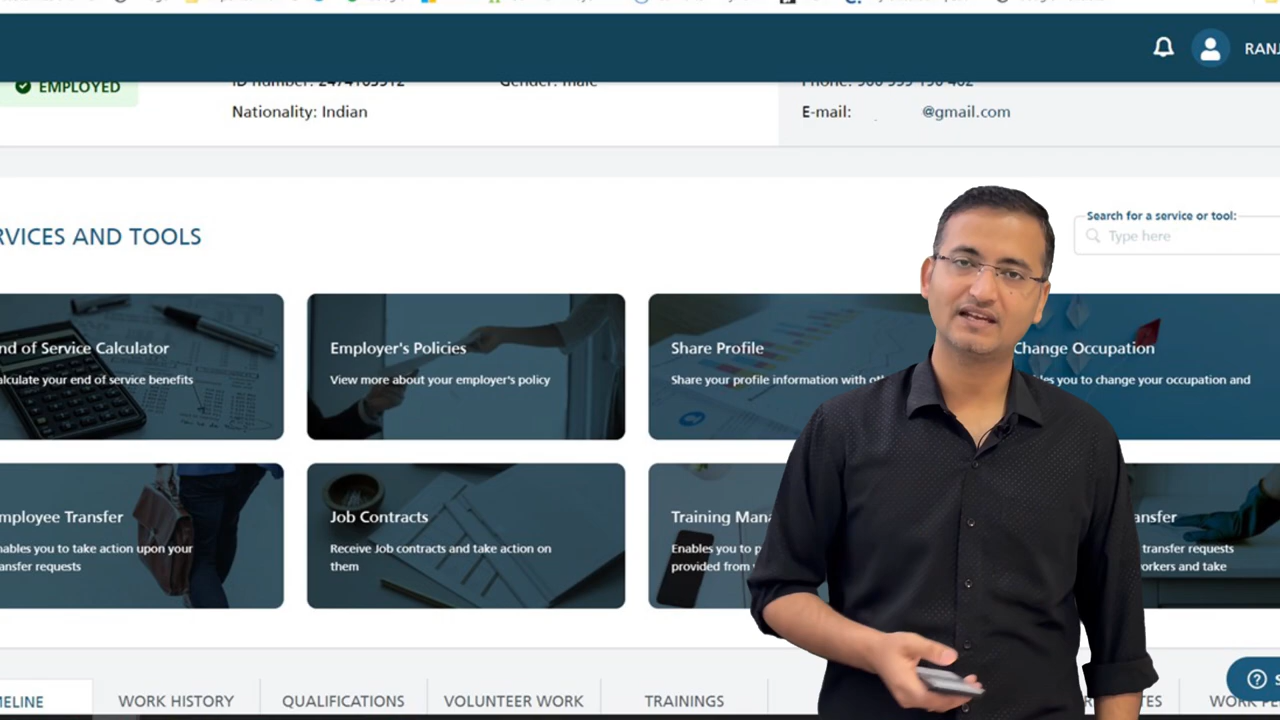 RANJ
EMPLOYED
Nationality: Indian
E-mail:
@gmail.com
RVICES AND TOOLS
Search for a service or tool:
Type here
nd of Service Calculator
alculate your end of service benefits
Employer's Policies
View more about your employer's policy
Share Profile
Share your profile information with oth
Change Occupation
les you to change your occupation and
mployee Transfer
nables you to take action upon your
ansfer requests
Job Contracts
Receive Job contracts and take action on
them
Training Mana
Enables you to p
provided from
ansfer
transfer requests
orkers and take
MELINE
WORK HISTORY
QUALIFICATIONS
VOLUNTEER WORK
TRAININGS
TES
WORK PE